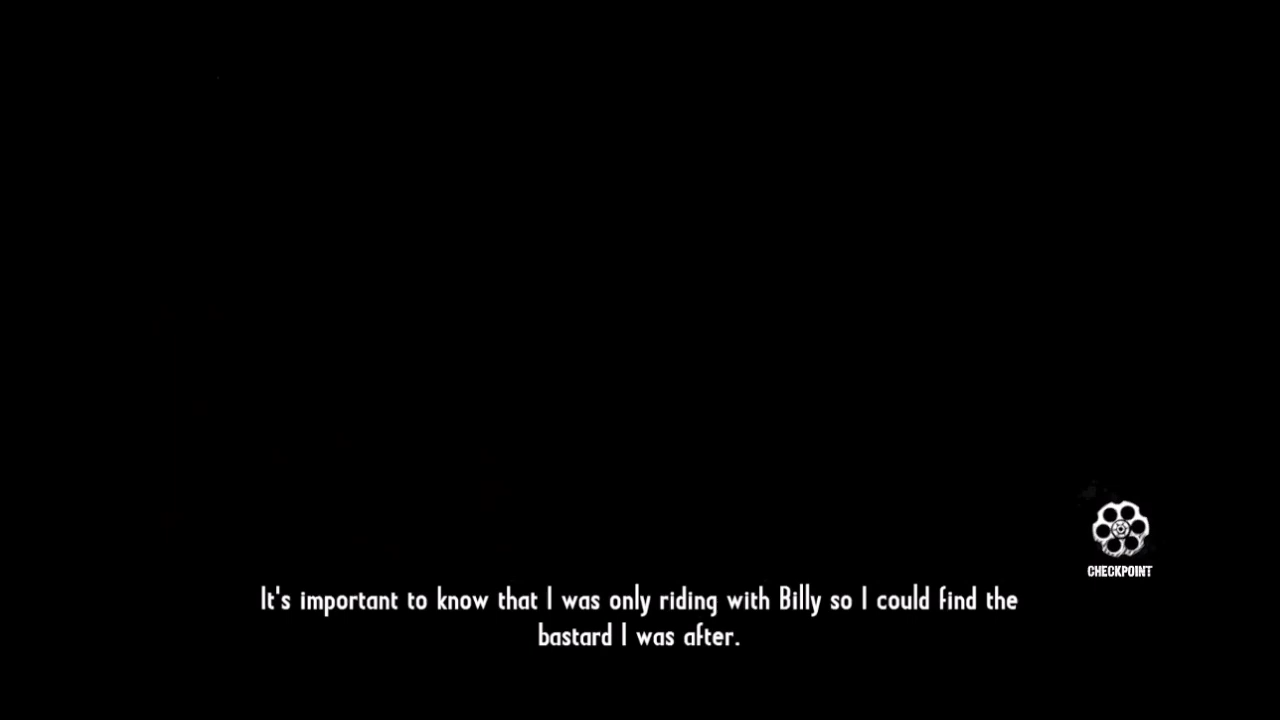 CHECKPOINT
It's important to know that I was only riding with Billy so I could find the
bastard I was after.